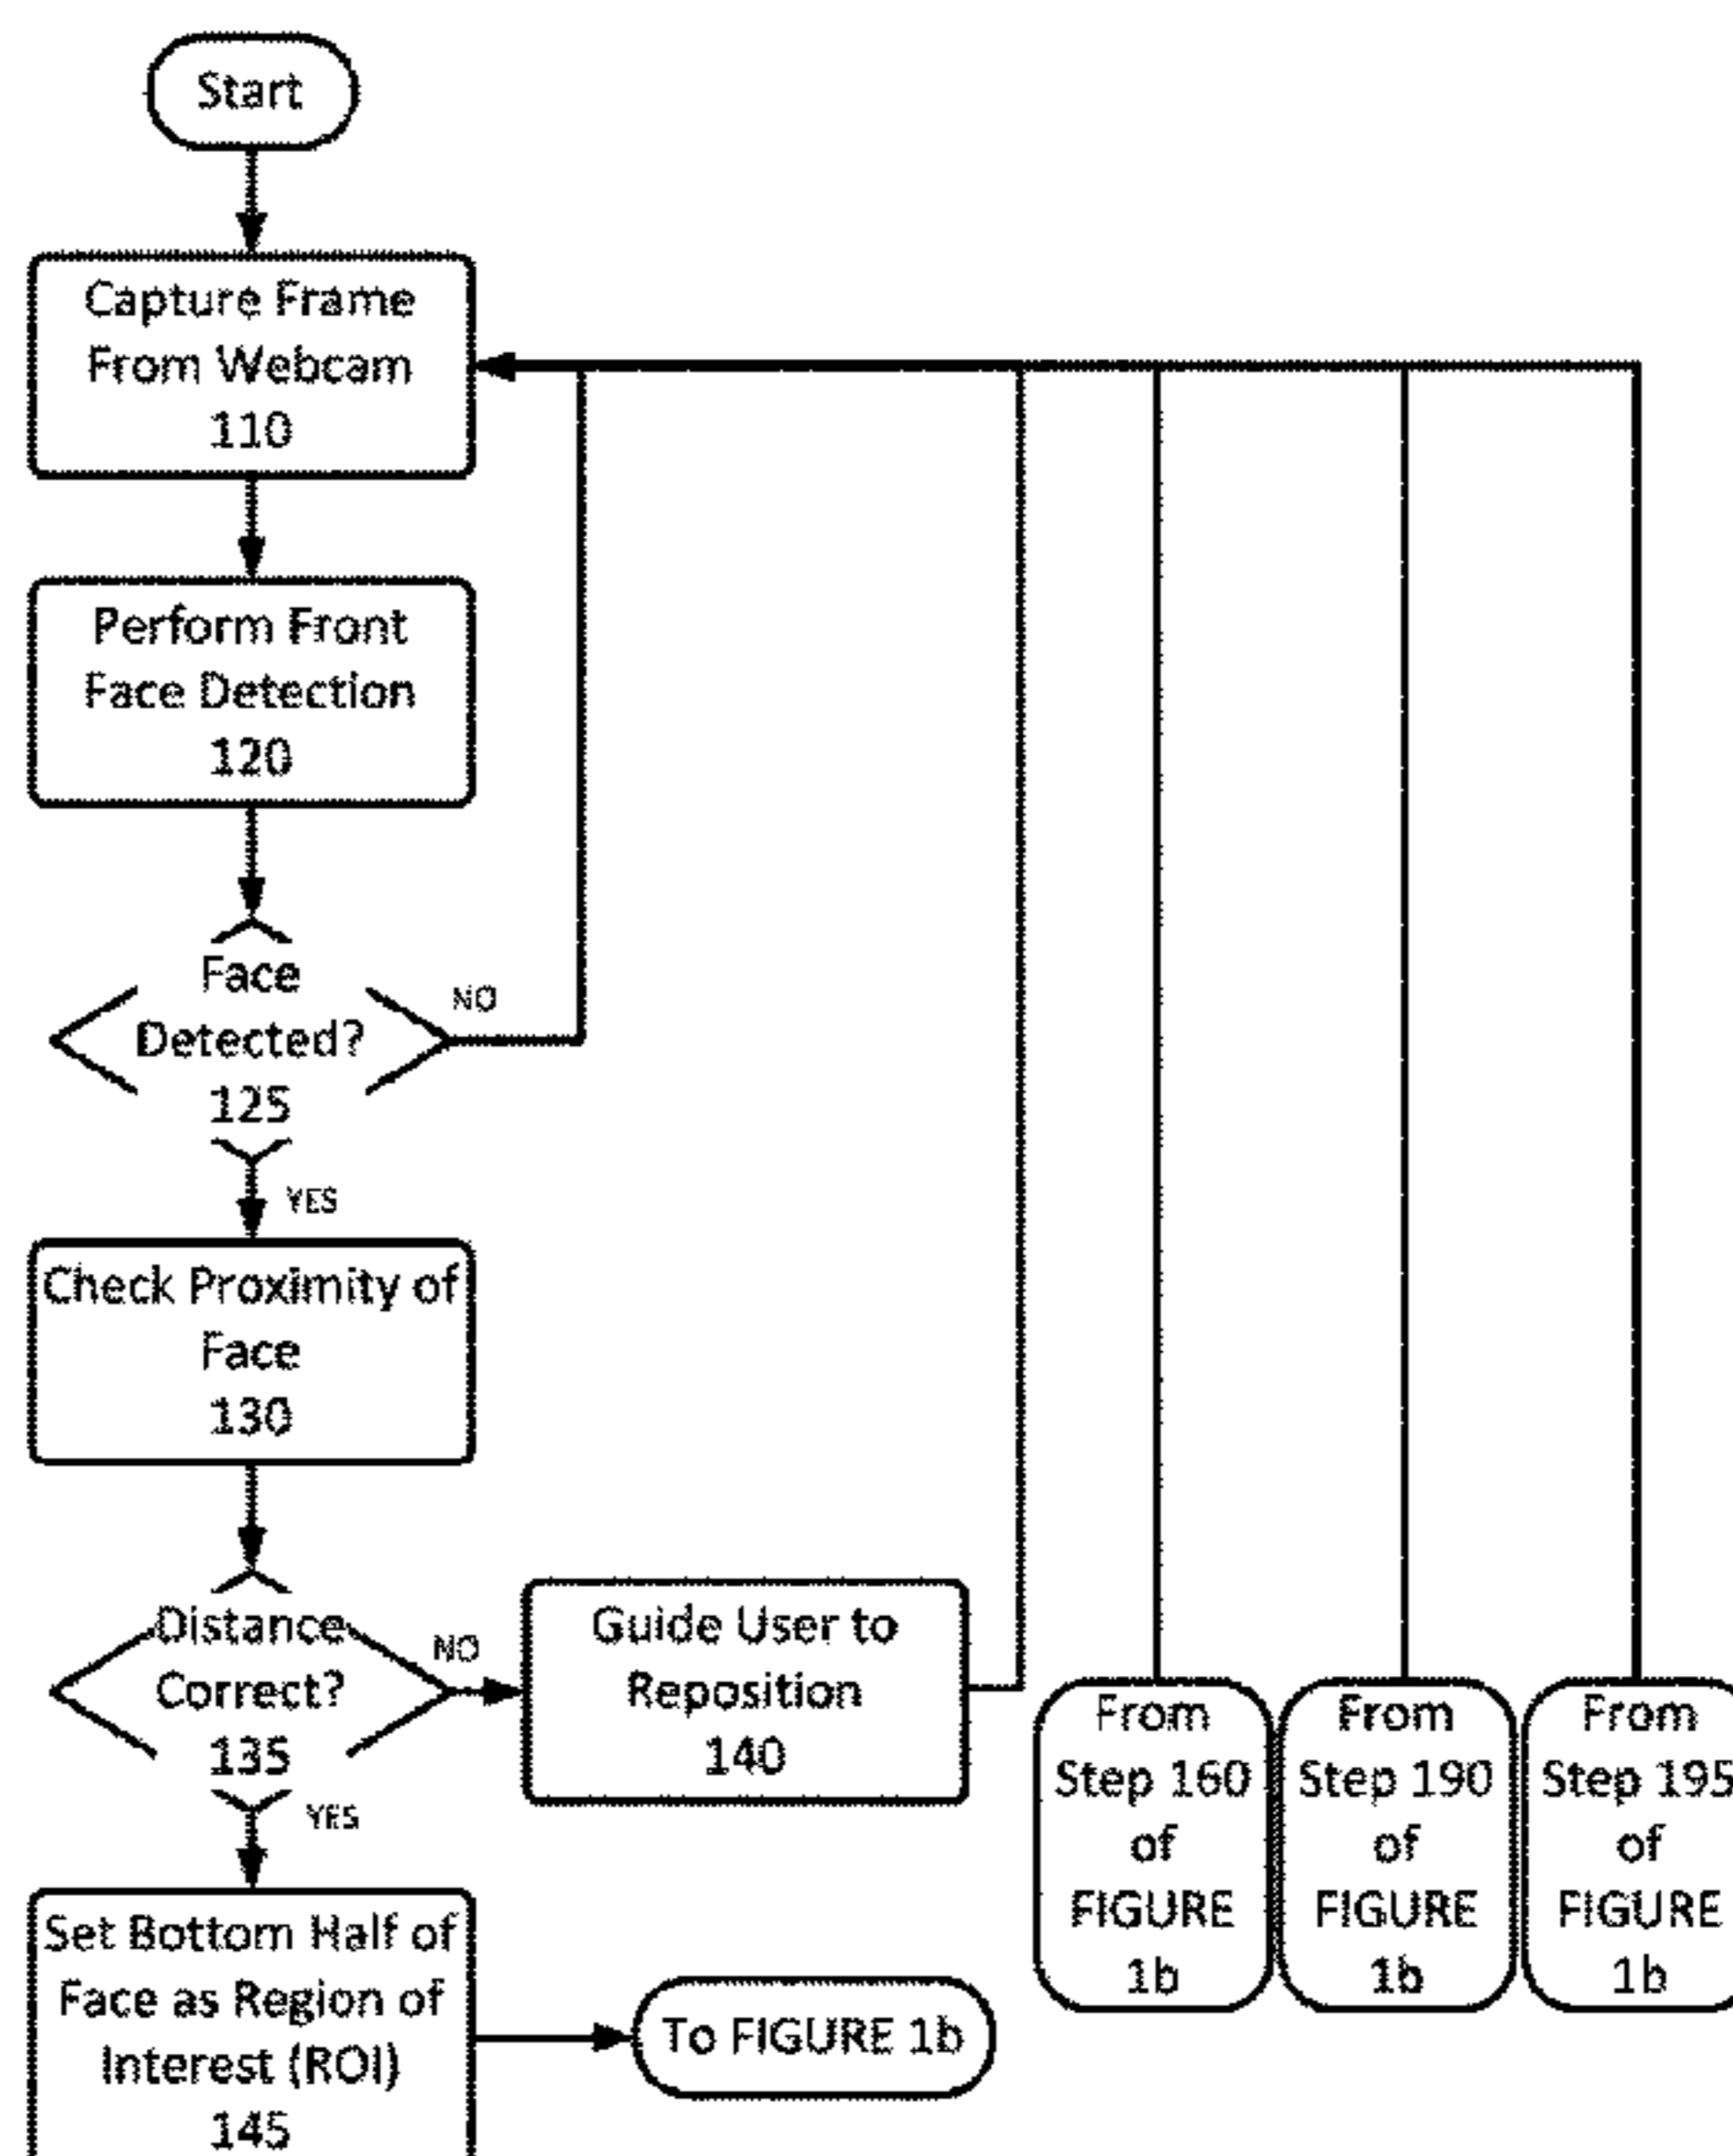 Start
Capture Frame
From Webcam
110
Perform Front
Face Detection
120
Face
Detected?
125
NO
YES
Check Proximity of
Face
130
Distance
Correct?
135
NO
YES
Guide User to
Reposition
140
From
Step 160
of
FIGURE
1b
From
Step 190
of
FIGURE
1b
From
Step 195
of
FIGURE
1b
Set Bottom Half of
Face as Region of
Interest (ROI)
145
To FIGURE 1b